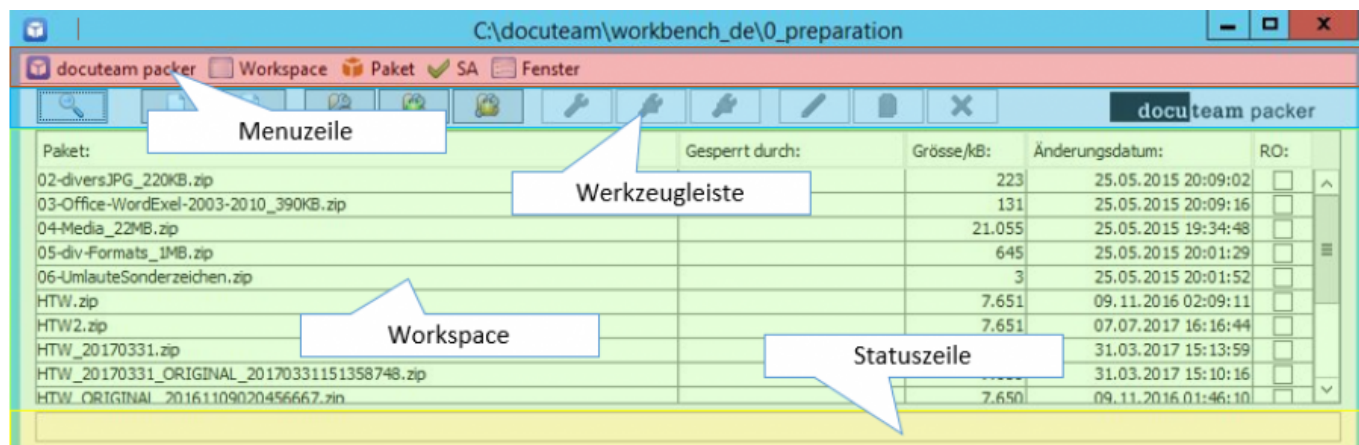 C:\docuteam\workbench_de\0_preparation
docuteam packer Workspace Paket SA Fenster
Menuzeile
docuteam packer
Werkzeugleiste
Paket: Gesperrt durch: Grösse/kB: Änderungsdatum: RO:
02-diversJPG_220KB.zip 223 25.05.2015 20:09:02
03-Office-WordExel-2003-2010_390KB.zip 131 25.05.2015 20:09:16
04-Media_22MB.zip 21.055 25.05.2015 19:34:48
05-div-Formats_1MB.zip 645 25.05.2015 20:01:29
06-UmlauteSonderzeichen.zip 3 25.05.2015 20:01:52
HTW.zip 7.651 09.11.2016 02:09:11
HTW2.zip 7.651 07.07.2017 16:16:44
Workspace
HTW_20170331.zip 31.03.2017 15:13:59
Statuszeile
HTW_20170331_ORIGINAL_20170331151358748.zip 31.03.2017 15:10:16
HTW_ORIGINAL_20161109020456667.zip 7.650 09.11.2016 01:46:10